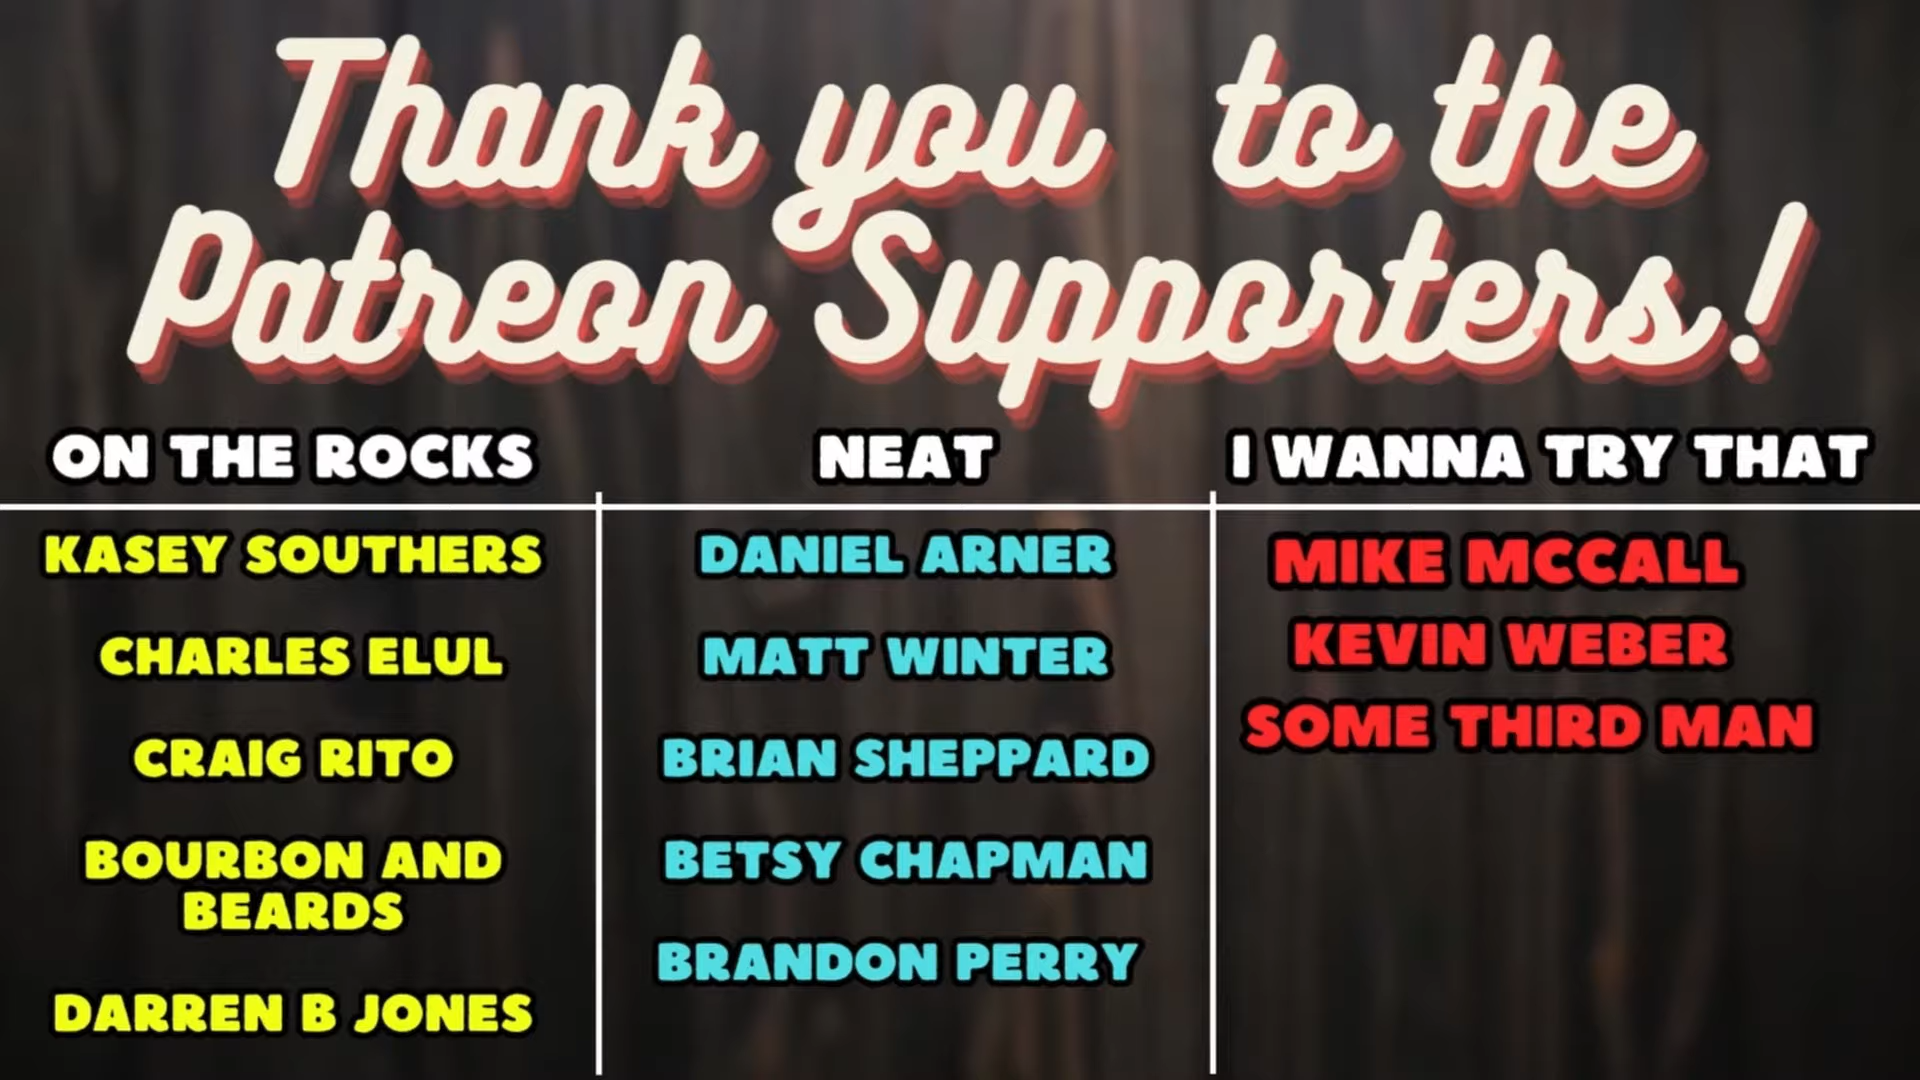 Thank you to the
Patreon Supporters!
ON THE ROCKS
KASEY SOUTHERS
CHARLES ELUL
CRAIG RITO
BOURBON AND
BEARDS
DARREN B JONES
NEAT
DANIEL ARNER
MATT WINTER
BRIAN SHEPPARD
BETSY CHAPMAN
BRANDON PERRY
I WANNA TRY THAT
MIKE MCCALL
KEVIN WEBER
SOME THIRD MAN